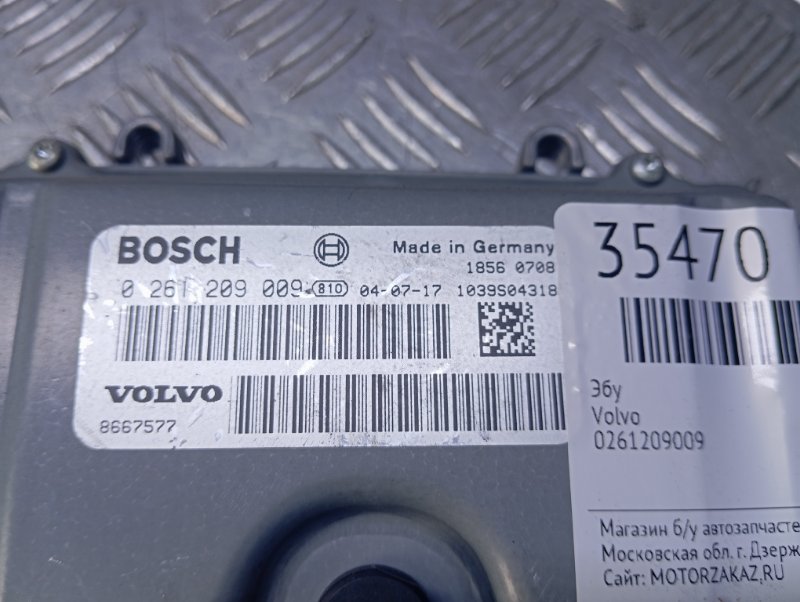 BOSCH
Made in Germany
1856 0708
0 261 209 009 810 04-07-17 1039S04318
VOLVO
8667577
35470
Эбу
Volvo
0261209009
Магазин б/у автозапчасте
Московская обл. г. Дзерж
Сайт: MOTORZAKAZ,RU